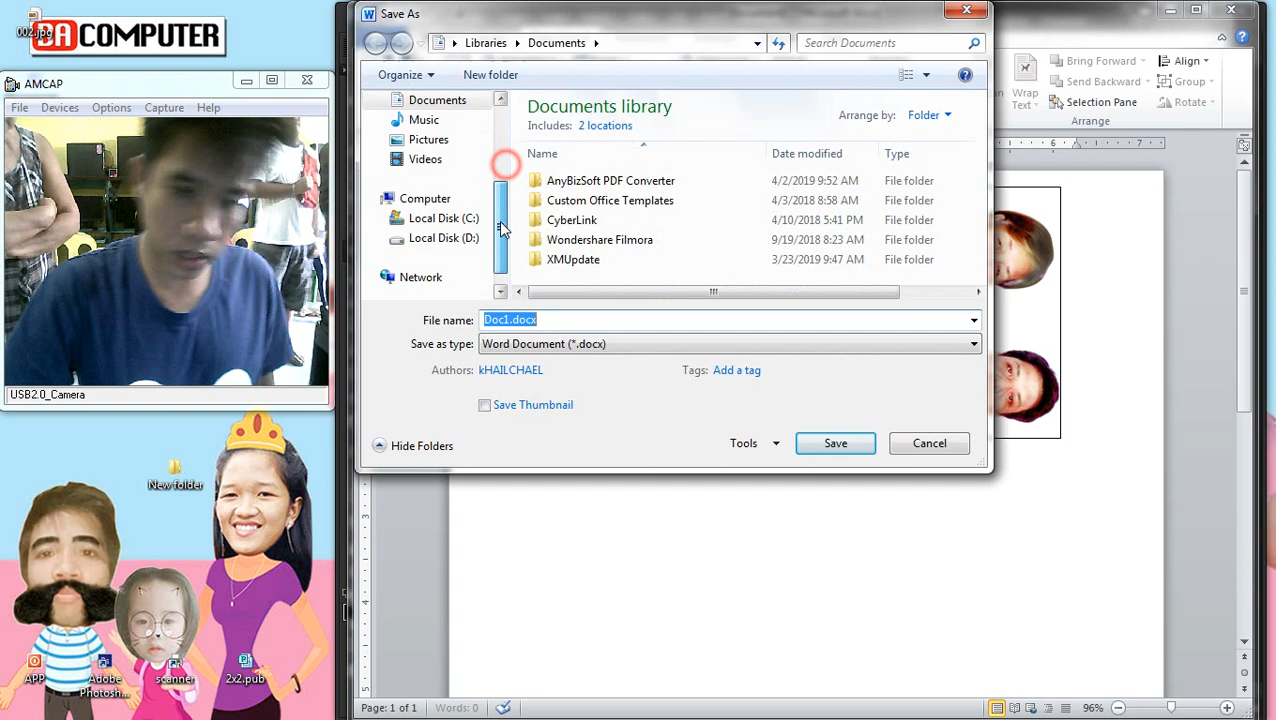 002.jpg
BA COMPUTER
AMCAP
File Devices Options Capture Help
USB2.0_Camera
New folder
APP
Adobe Photosh...
scanner
2x2.pub
Save As
Libraries Documents
Search Documents
Organize New folder
Documents
Music
Pictures
Videos
Computer
Local Disk (C:)
Local Disk (D:)
Network
Documents library
Includes: 2 locations
Arrange by: Folder
Name Date modified Type
AnyBizSoft PDF Converter 4/2/2019 9:52 AM File folder
Custom Office Templates 4/3/2018 8:58 AM File folder
CyberLink 4/10/2018 5:41 PM File folder
Wondershare Filmora 9/19/2018 8:23 AM File folder
XMUpdate 3/23/2019 9:47 AM File folder
File name: Doc1.docx
Save as type: Word Document (*.docx)
Authors: kHAILCHAEL Tags: Add a tag
Save Thumbnail
Hide Folders Tools Save Cancel
Wrap Text
Bring Forward
Send Backward
Selection Pane
Align
Group
Rotate
Arrange
6 7
3
4
5
Page: 1 of 1 Words: 0 96%